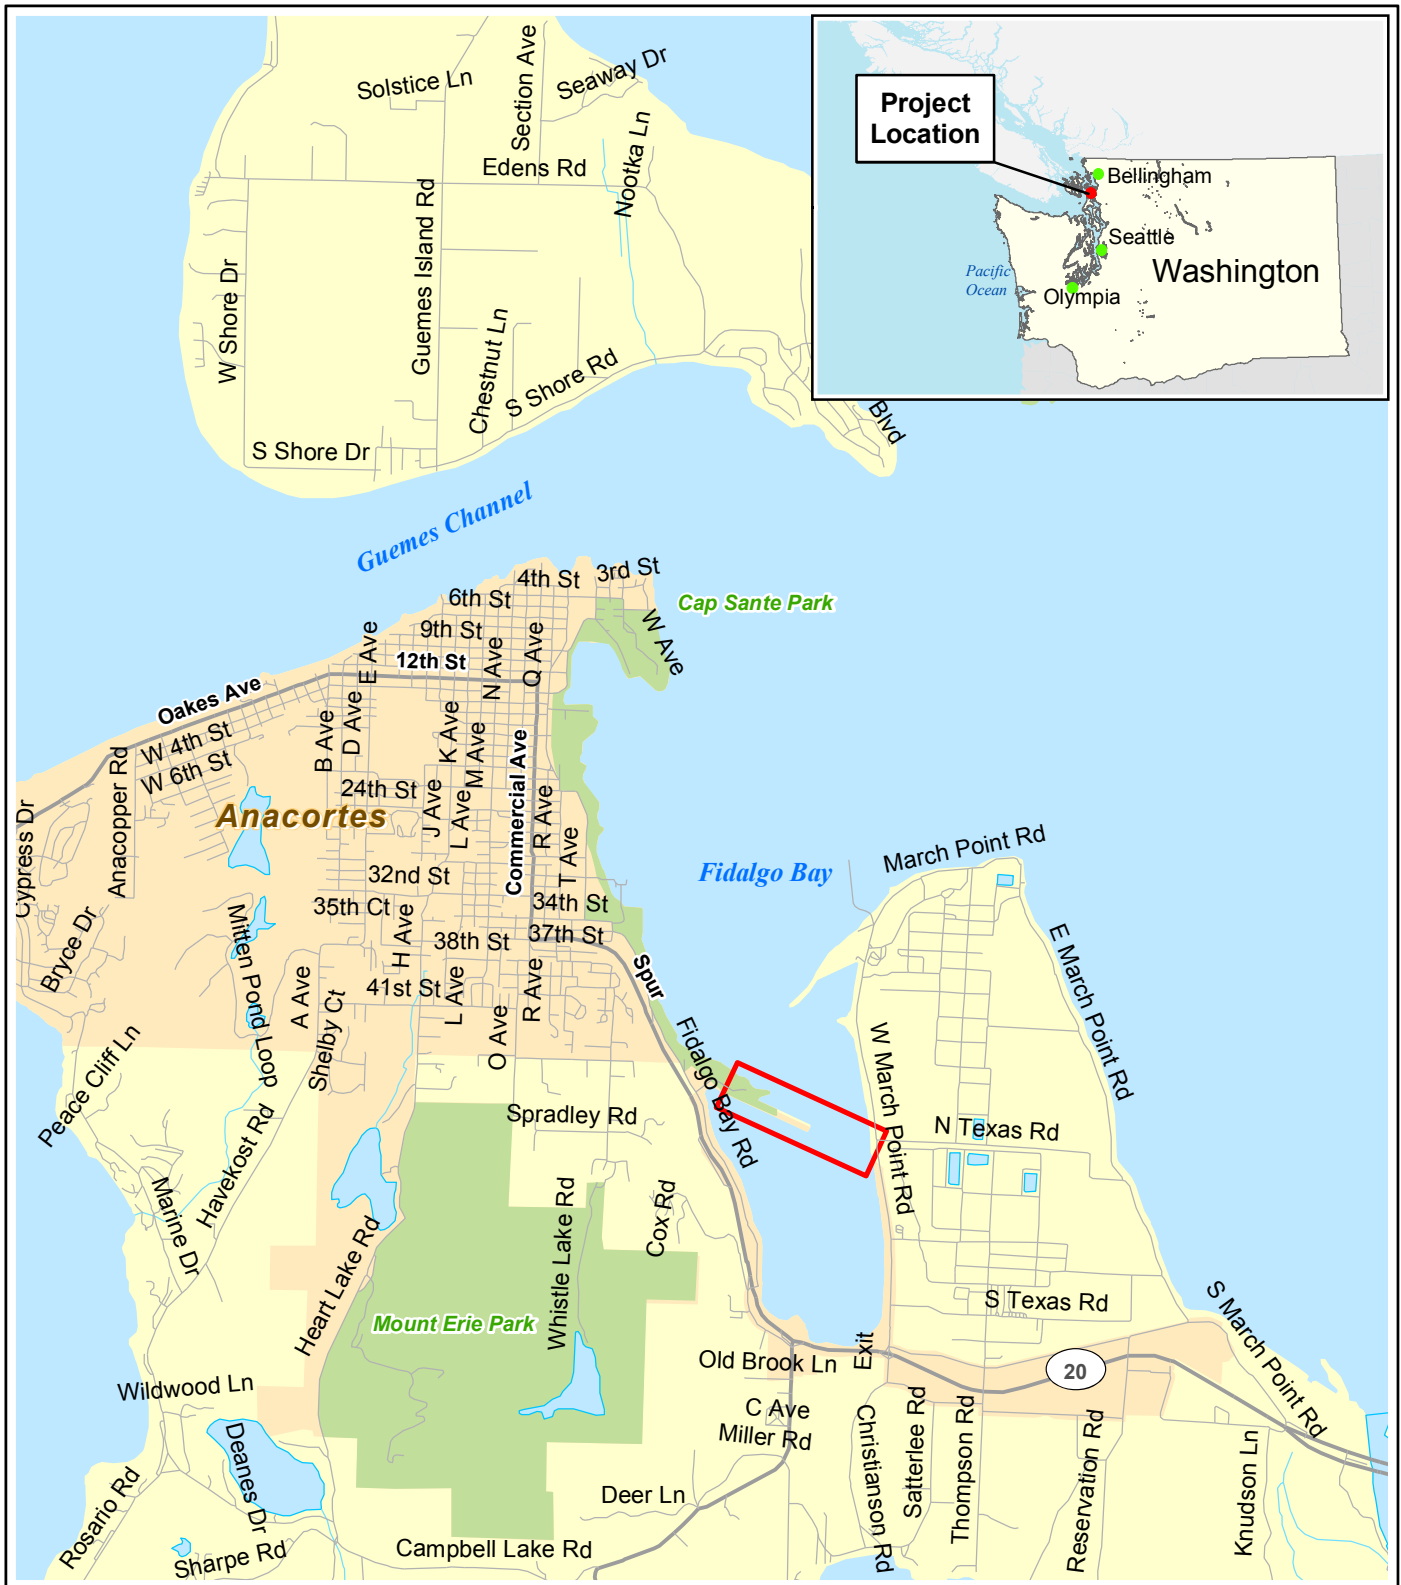 Solstice Ln
Section Ave
Seaway Dr
Edens Rd
Nootka Ln
Guemes Island Rd
W Shore Dr
Chestnut Ln
S Shore Rd
S Shore Dr
Blvd
Project
Location
Bellingham
Seattle
Washington
Pacific
Ocean
Olympia
Guemes Channel
3rd St
4th St
6th St
Cap Sante Park
9th St
W Ave
E Ave
12th St
N Ave
Q Ave
Oakes Ave
W 4th St
W 6th St
B Ave
D Ave
K Ave
M Ave
Commercial Ave
24th St
J Ave
L Ave
R Ave
T Ave
Anacortes
Anacopper Rd
Cypress Dr
32nd St
35th Ct
34th St
37th St
38th St
H Ave
Fidalgo Bay
March Point Rd
E March Point Rd
Bryce Dr
Mitten Pond Loop
A Ave
41st St
L Ave
R Ave
O Ave
Shelby Ct
Spur
Fidalgo Bay Rd
W March Point Rd
Peace Cliff Ln
Spradley Rd
N Texas Rd
Havekost Rd
Marine Dr
Whistle Lake Rd
Cox Rd
Heart Lake Rd
Mount Erie Park
S Texas Rd
S March Point Rd
Old Brook Ln
Exit
20
Wildwood Ln
C Ave
Miller Rd
Christianson Rd
Satterlee Rd
Thompson Rd
Reservation Rd
Knudson Ln
Deanes Dr
Rosario Rd
Deer Ln
Sharpe Rd
Campbell Lake Rd